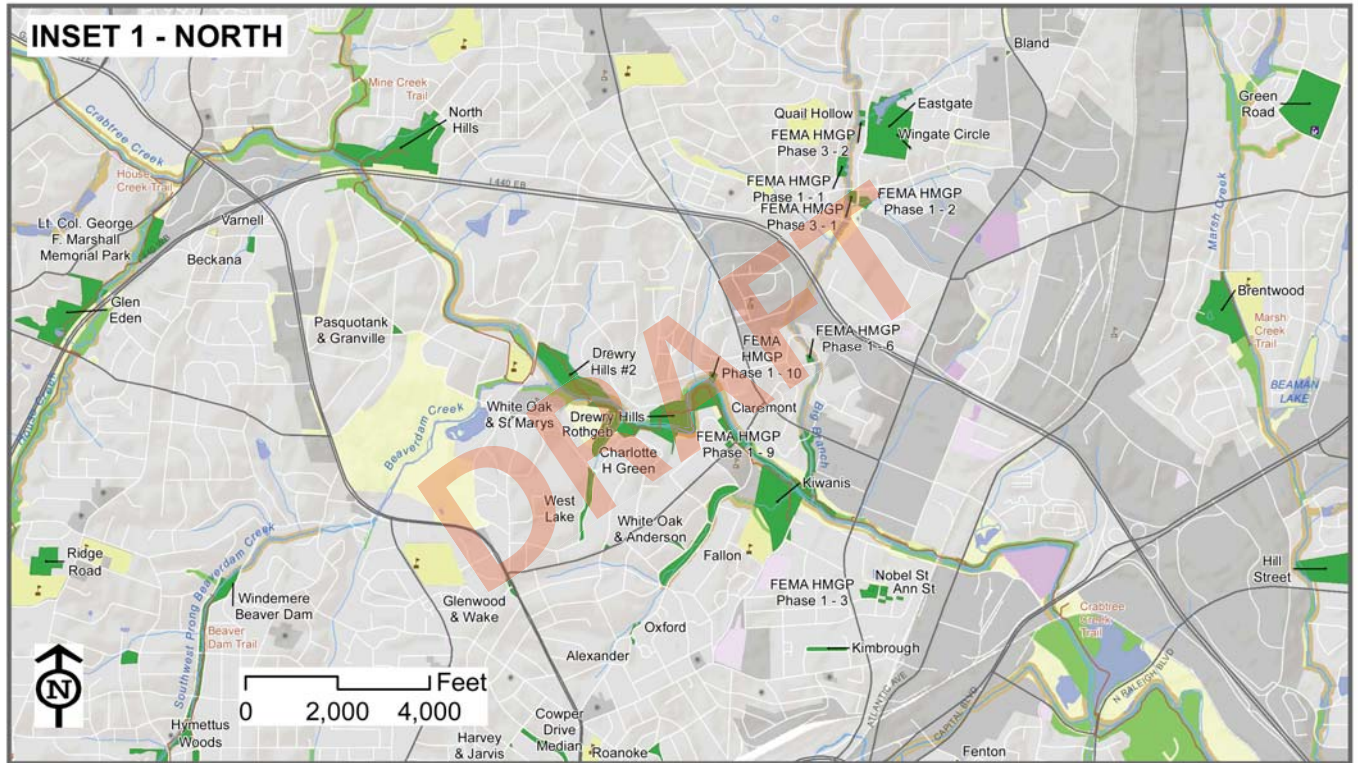 INSET 1 - NORTH
Bland
Mine Creek
Trail
North
Hills
Green
Road
Quail Hollow
Eastgate
FEMA HMGP
Phase 3 - 2
Wingate Circle
Crabtree Creek
House
Creek Trail
I 440 EB
FEMA HMGP
Phase 1 - 1
FEMA HMGP
Phase 1 - 2
FEMA HMGP
Phase 3 - 1
Lt. Col. George
F. Marshall
Memorial Park
Varnell
Beckana
Marsh Creek
Glen
Eden
Brentwood
Pasquotank
& Granville
Marsh
Creek
Trail
FEMA HMGP
Phase 1 - 6
FEMA
HMGP
Phase 1 - 10
Drewry
Hills #2
DRAFT
BEAMAN
LAKE
House Creek
Beaverdam Creek
White Oak
& St Marys
Drewry Hills
Rothgeb
Claremont
Big Branch
FEMA HMGP
Phase 1 - 9
Charlotte
H Green
Kiwanis
West
Lake
White Oak
& Anderson
Fallon
Ridge
Road
Southwest Prong Beaverdam Creek
Windemere
Beaver Dam
Glenwood
& Wake
FEMA HMGP
Phase 1 - 3
Nobel St
Ann St
Hill
Street
Beaver
Dam Trail
Oxford
Alexander
Kimbrough
Crabtree
Creek
Trail
N
Feet
0 2,000 4,000
ATLANTIC AVE
CAPITAL BLVD
N RALEIGH BLVD
Hymettus
Woods
Harvey
& Jarvis
Cowper
Drive
Median
Roanoke
Fenton